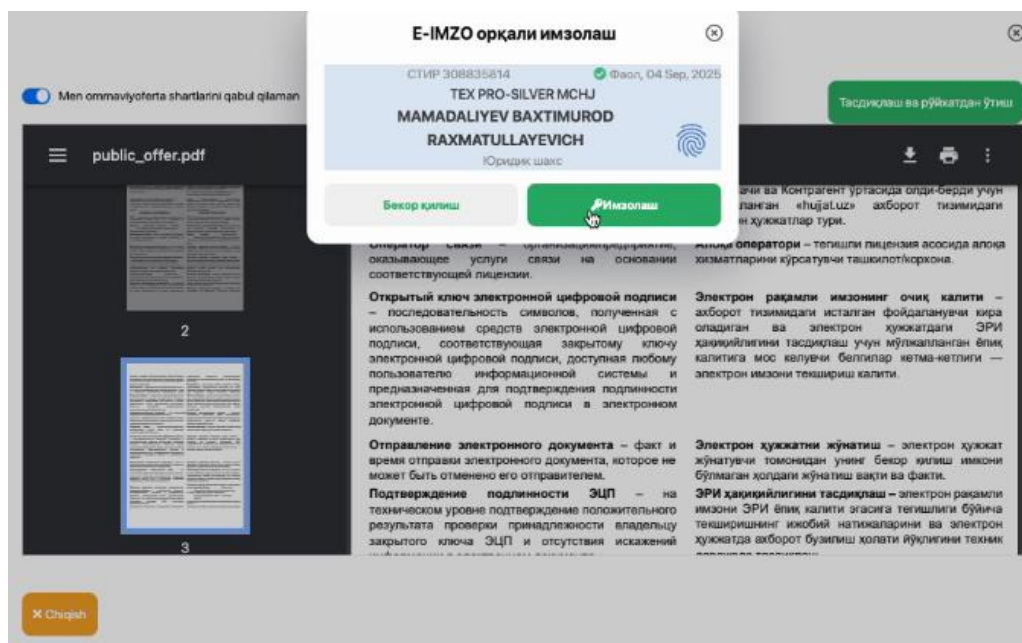 E-IMZO орқали имзолаш
СТИР 308835814
Фаол, 04 Sep, 2025
TEX PRO-SILVER MCHJ
MAMADALIYEV BAXTIMUROD
RAXMATULLAYEVICH
Юридик шахс
Бекор қилиш
Имзолаш
Men ommaviyoferta shartlarini qabul qilaman
Тасдиқлаш ва рўйхатдан ўтиш
public_offer.pdf
2
3
Оператор связи – организация/предприятие,
оказывающее услуги связи на основании
соответствующей лицензии.
Открытый ключ электронной цифровой подписи
– последовательность символов, полученная с
использованием средств электронной цифровой
подписи, соответствующая закрытому ключу
электронной цифровой подписи, доступная любому
пользователю информационной системы и
предназначенная для подтверждения подлинности
электронной цифровой подписи в электронном
документе.
Отправление электронного документа – факт и
время отправки электронного документа, которое не
может быть отменено его отправителем.
Подтверждение подлинности ЭЦП – на
техническом уровне подтверждение положительного
результата проверки принадлежности владельцу
закрытого ключа ЭЦП и отсутствия искажений
ва Контрагент ўртасида олди-берди учун
«hujjat.uz» ахборот тизимидаги
ҳужжатлар тури.
Алоқа оператори – тегишли лицензия асосида алоқа
хизматларини кўрсатувчи ташкилот/корхона.
Электрон рақамли имзонинг очиқ калити –
ахборот тизимидаги исталган фойдаланувчи кира
оладиган ва электрон ҳужжатдаги ЭРИ
ҳақиқийлигини тасдиқлаш учун мўлжалланган ёпиқ
калитига мос келувчи белгилар кетма-кетлиги —
электрон имзони текшириш калити.
Электрон ҳужжатни жўнатиш – электрон ҳужжат
жўнатувчи томонидан унинг бекор қилиш имкони
бўлмаган ҳолдаги жўнатиш вақти ва факти.
ЭРИ ҳақиқийлигини тасдиқлаш – электрон рақамли
имзони ЭРИ ёпиқ калити эгасига тегишлиги бўйича
текширишнинг ижобий натижаларини ва электрон
ҳужжатда ахборот бузилиш ҳолати йўқлигини техник
Chiqish